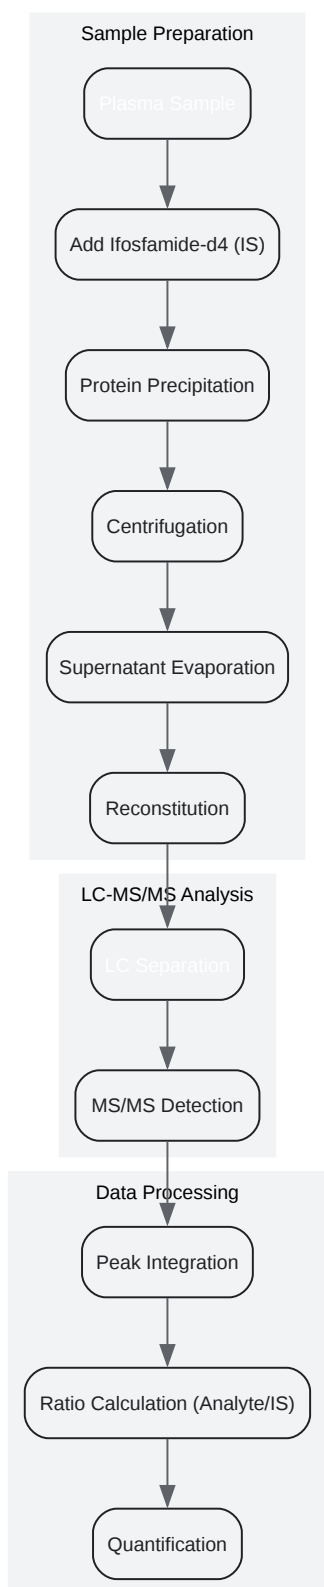 Sample Preparation
Plasma Sample
Add Ifosfamide-d4 (IS)
Protein Precipitation
Centrifugation
Supernatant Evaporation
Reconstitution
LC-MS/MS Analysis
LC Separation
MS/MS Detection
Data Processing
Peak Integration
Ratio Calculation (Analyte/IS)
Quantification